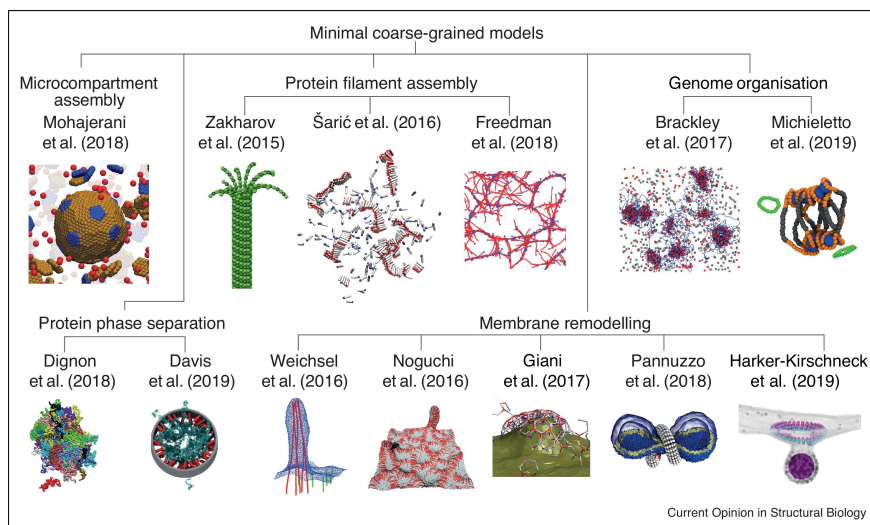 Minimal coarse-grained models
Microcompartment
assembly
Protein filament assembly
Genome organisation
Mohajerani
et al. (2018)
Zakharov
et al. (2015)
Šarić et al. (2016)
Freedman
et al. (2018)
Brackley
et al. (2017)
Michieletto
et al. (2019)
Protein phase separation
Membrane remodelling
Dignon
et al. (2018)
Davis
et al. (2019)
Weichsel
et al. (2016)
Noguchi
et al. (2016)
Giani
et al. (2017)
Pannuzzo
et al. (2018)
Harker-Kirschneck
et al. (2019)
Current Opinion in Structural Biology